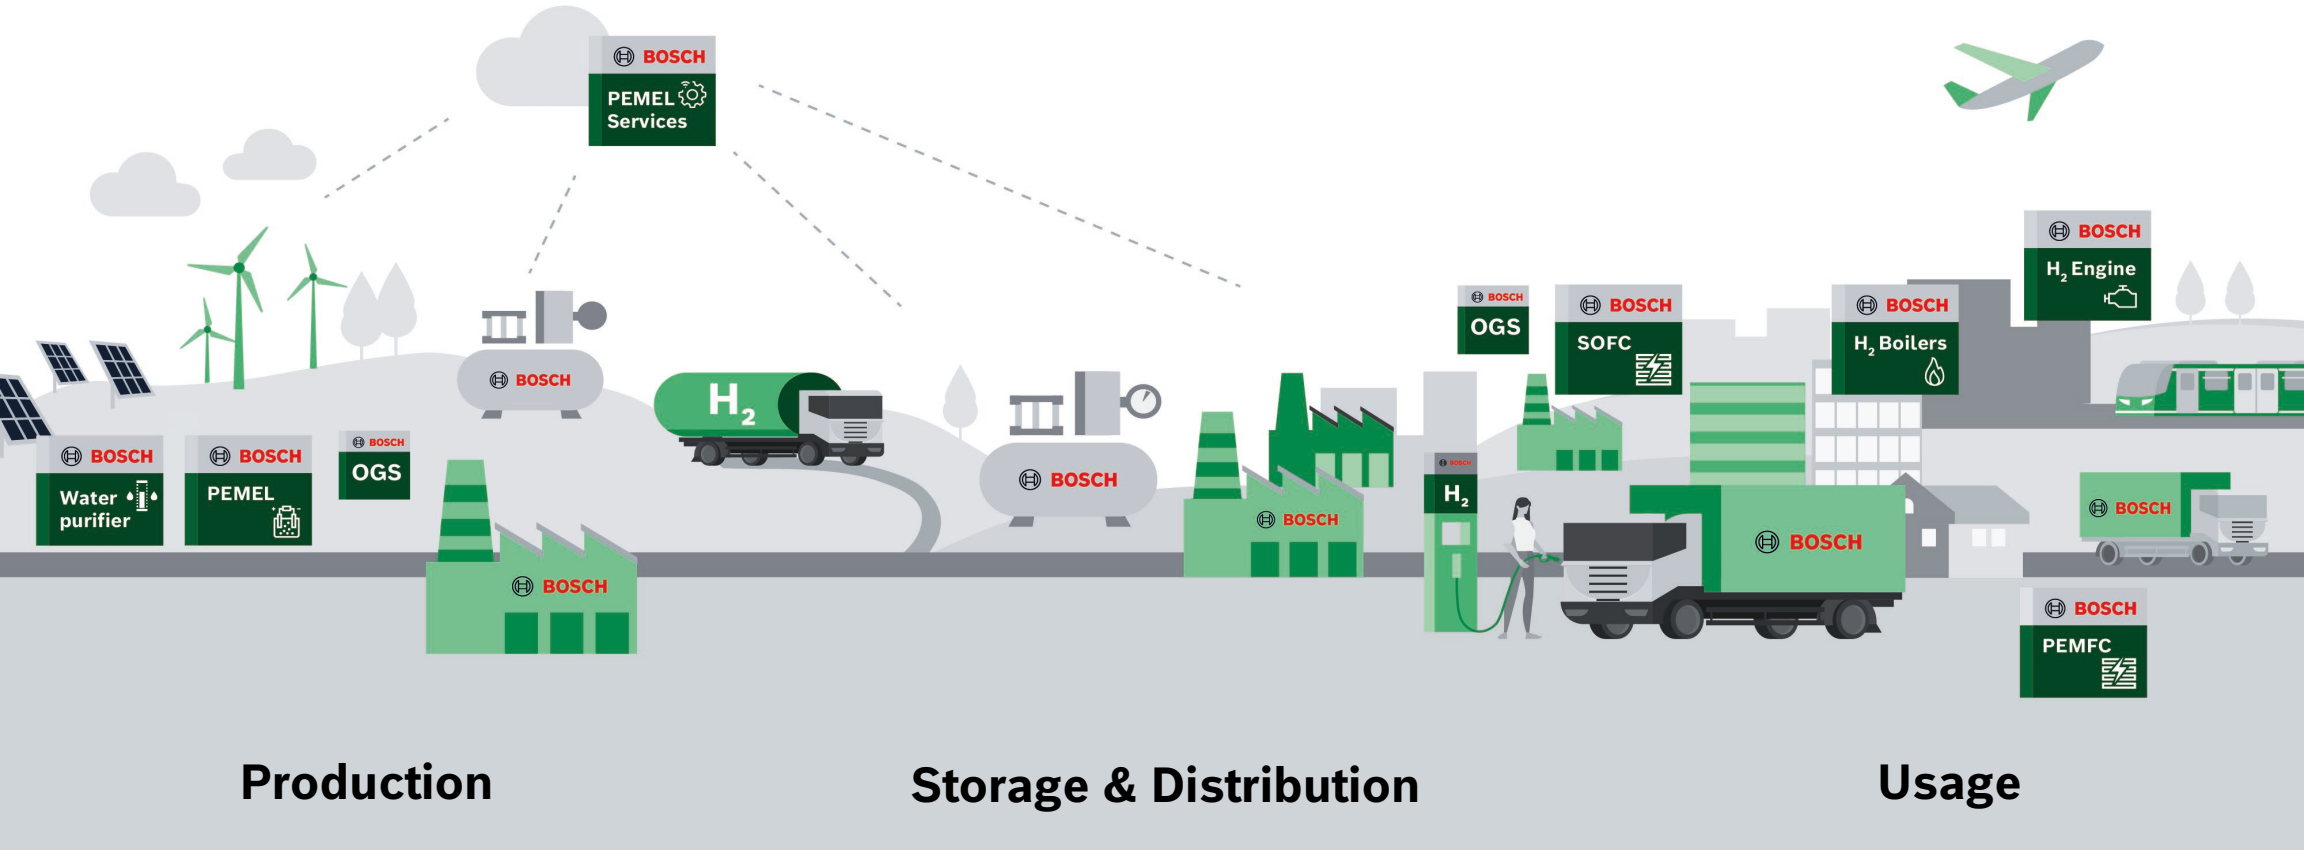 BOSCH
PEMEL
Services
BOSCH
H₂ Engine
BOSCH
OGS
BOSCH
SOFC
BOSCH
H₂ Boilers
BOSCH
H₂
BOSCH
Water
purifier
BOSCH
PEMEL
BOSCH
OGS
BOSCH
BOSCH
BOSCH
BOSCH
H₂
BOSCH
BOSCH
BOSCH
PEMFC
Production
Storage & Distribution
Usage